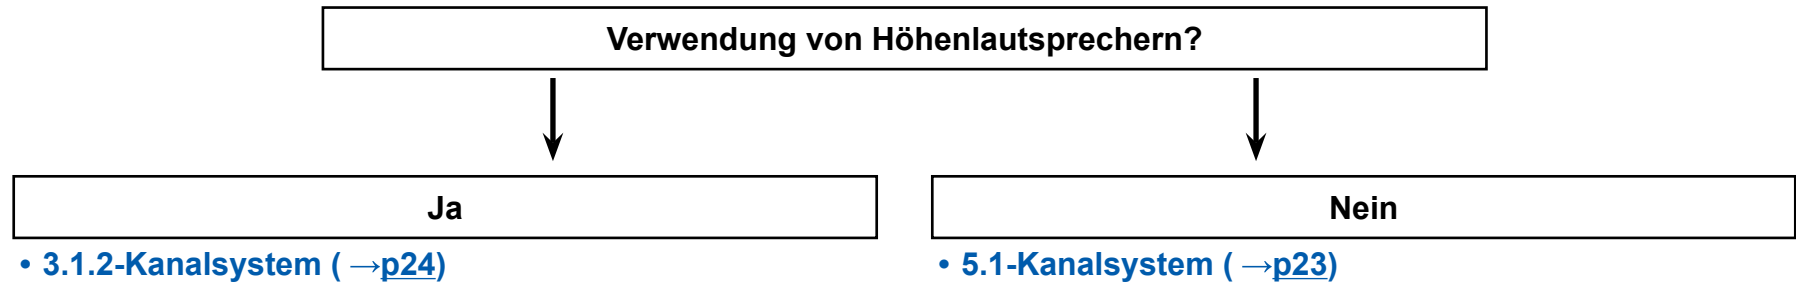 Verwendung von Höhenlautsprechern?
Ja
Nein
• 3.1.2-Kanalsystem ( →p24)
• 5.1-Kanalsystem ( →p23)